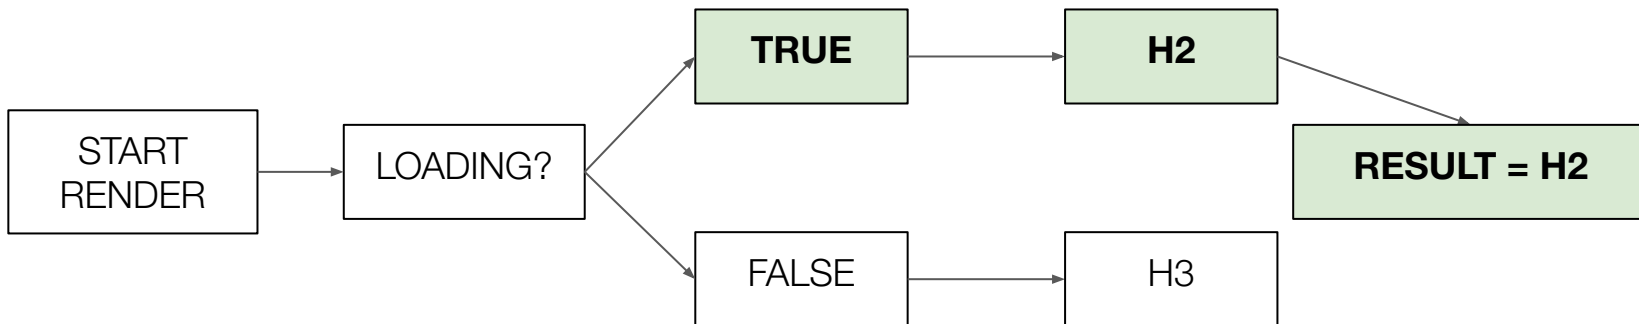 TRUE
H2
START
RENDER
LOADING?
RESULT = H2
FALSE
H3